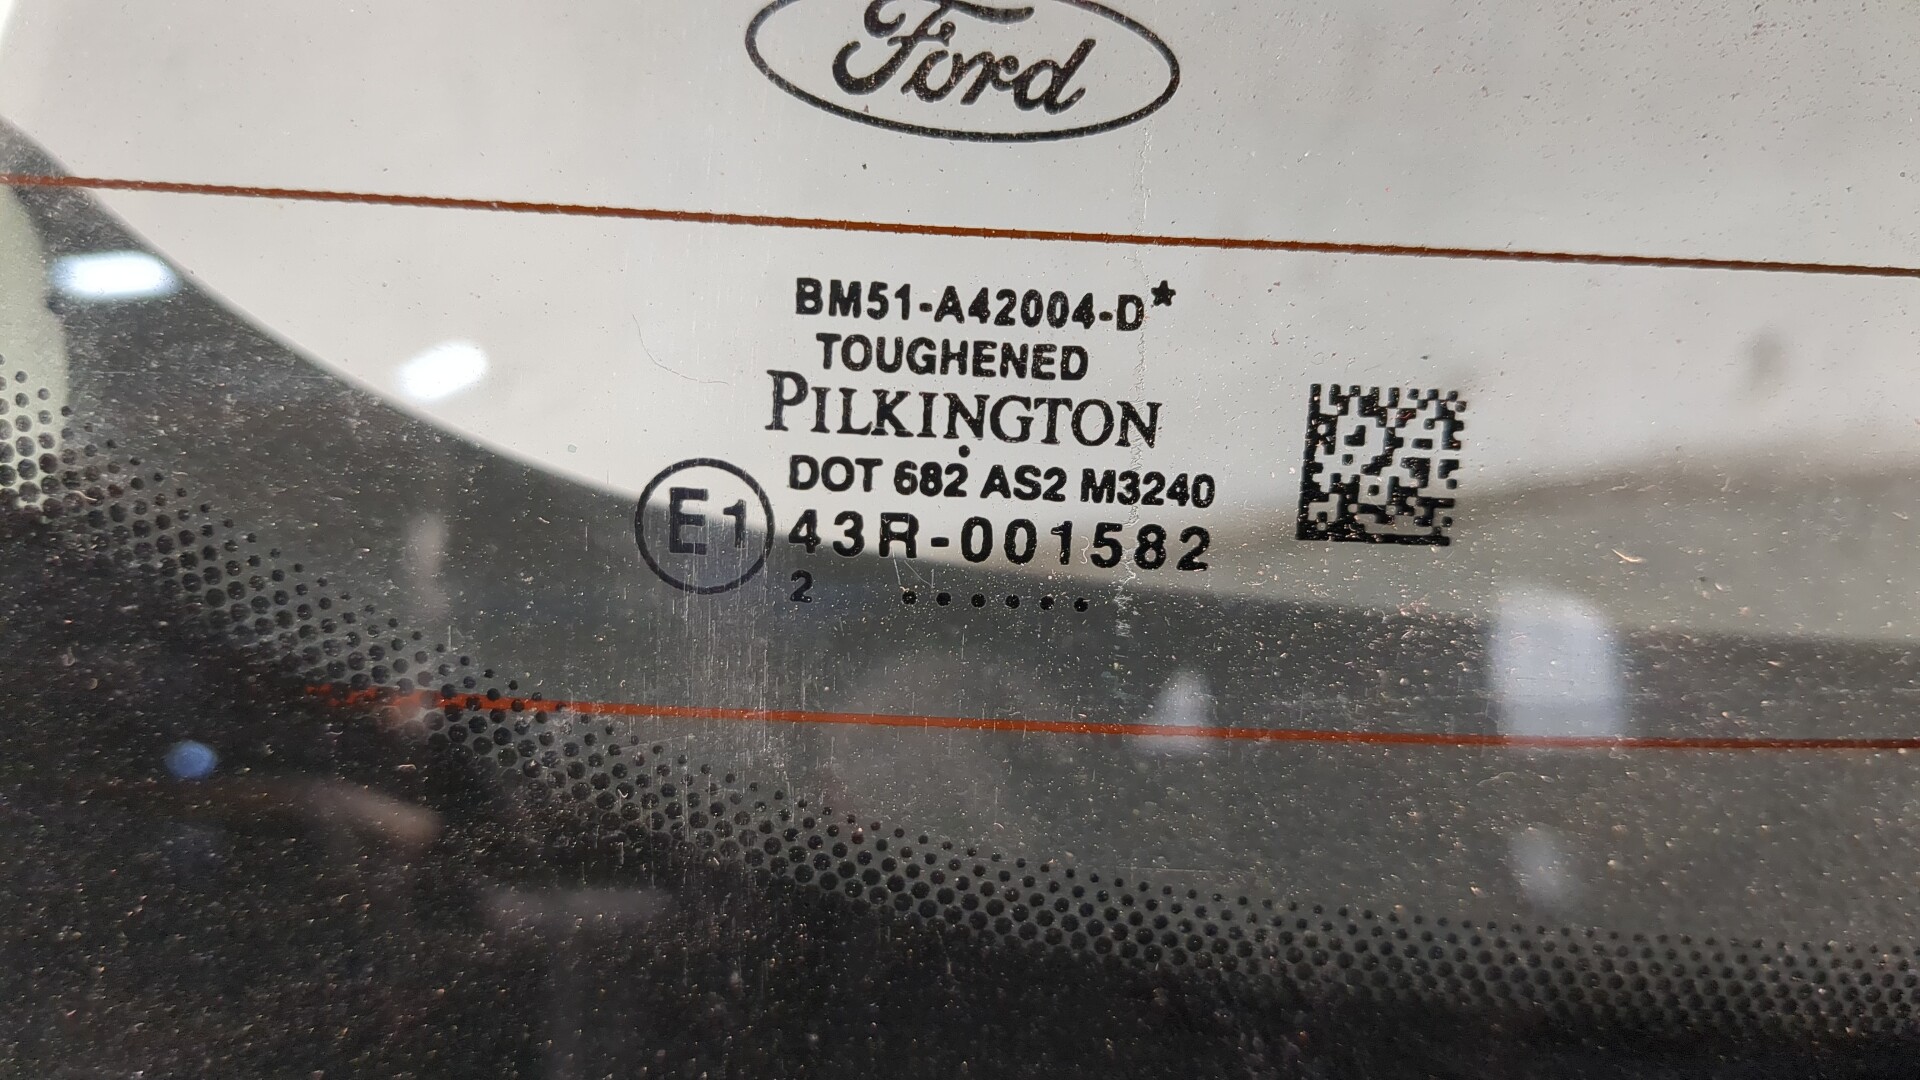 Ford
BM51-A42004-D*
TOUGHENED
PILKINGTON
DOT 682 AS2 M3240
E1 43R-001582
2 ......